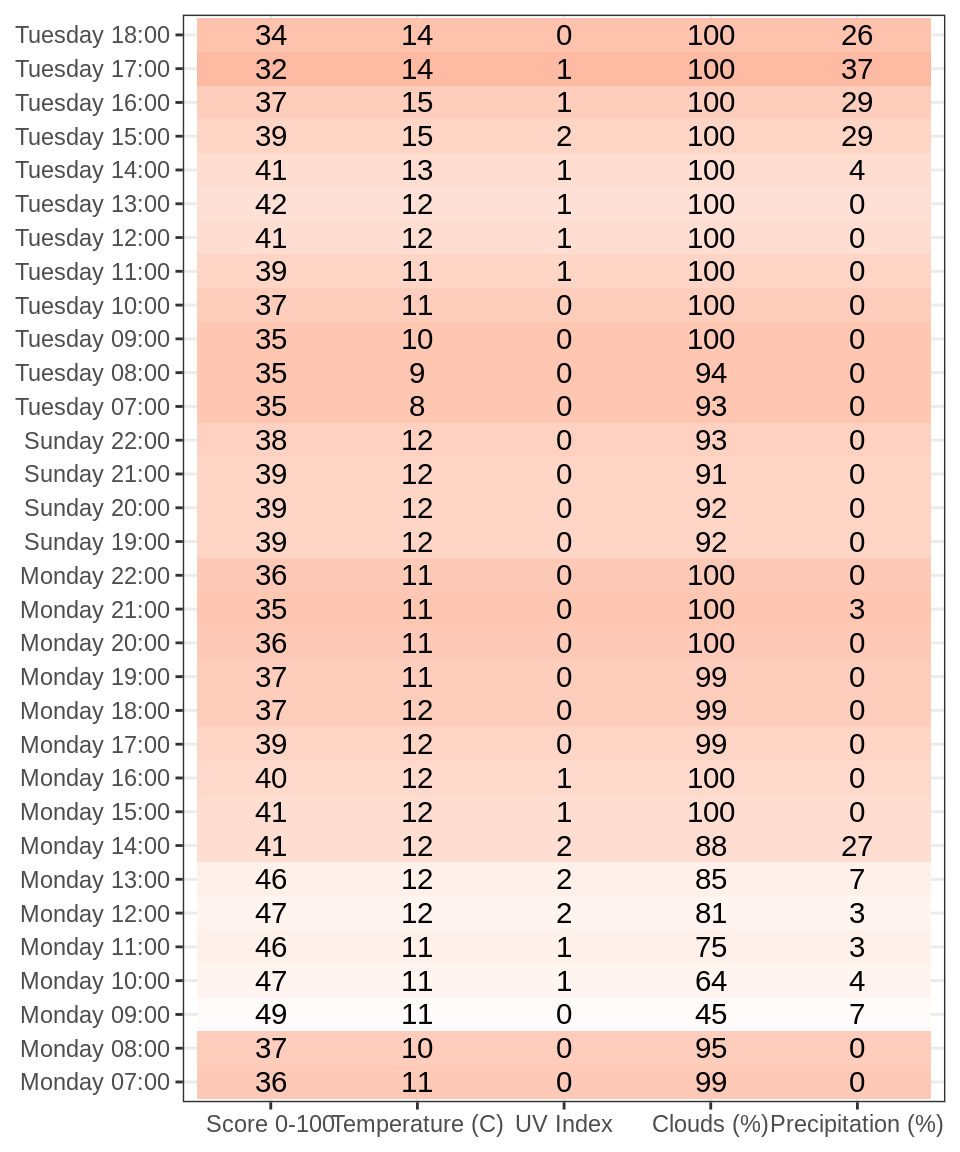 Tuesday 18:00 34 14 0 100 26
Tuesday 17:00 32 14 1 100 37
Tuesday 16:00 37 15 1 100 29
Tuesday 15:00 39 15 2 100 29
Tuesday 14:00 41 13 1 100 4
Tuesday 13:00 42 12 1 100 0
Tuesday 12:00 41 12 1 100 0
Tuesday 11:00 39 11 1 100 0
Tuesday 10:00 37 11 0 100 0
Tuesday 09:00 35 10 0 100 0
Tuesday 08:00 35 9 0 94 0
Tuesday 07:00 35 8 0 93 0
Sunday 22:00 38 12 0 93 0
Sunday 21:00 39 12 0 91 0
Sunday 20:00 39 12 0 92 0
Sunday 19:00 39 12 0 92 0
Monday 22:00 36 11 0 100 0
Monday 21:00 35 11 0 100 3
Monday 20:00 36 11 0 100 0
Monday 19:00 37 11 0 99 0
Monday 18:00 37 12 0 99 0
Monday 17:00 39 12 0 99 0
Monday 16:00 40 12 1 100 0
Monday 15:00 41 12 1 100 0
Monday 14:00 41 12 2 88 27
Monday 13:00 46 12 2 85 7
Monday 12:00 47 12 2 81 3
Monday 11:00 46 11 1 75 3
Monday 10:00 47 11 1 64 4
Monday 09:00 49 11 0 45 7
Monday 08:00 37 10 0 95 0
Monday 07:00 36 11 0 99 0
Score 0-100 Temperature (C) UV Index Clouds (%) Precipitation (%)